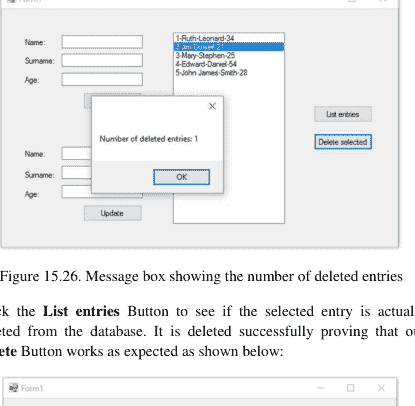 Name:
Surname:
Age:
1-Ruth-Leonard-34
3-Mary-Stephen-25
4-Edward-Daniel-54
5-John James-Smith-28
List entries
Delete selected
Number of deleted entries: 1
OK
Name:
Surname:
Age:
Update
Figure 15.26. Message box showing the number of deleted entries
ck the List entries Button to see if the selected entry is actual
eted from the database. It is deleted successfully proving that ou
ete Button works as expected as shown below:
Form1